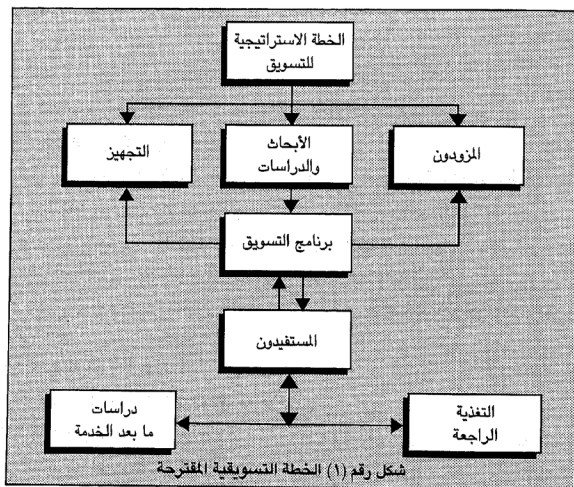 الخطة الاستراتيجية
للتسويق
المزودون
الأبحاث
والدراسات
التجهيز
برنامج التسويق
المستفيدون
التغذية
الراجعة
دراسات
ما بعد الخدمة
شكل رقم (١) الخطة التسويقية المقترحة